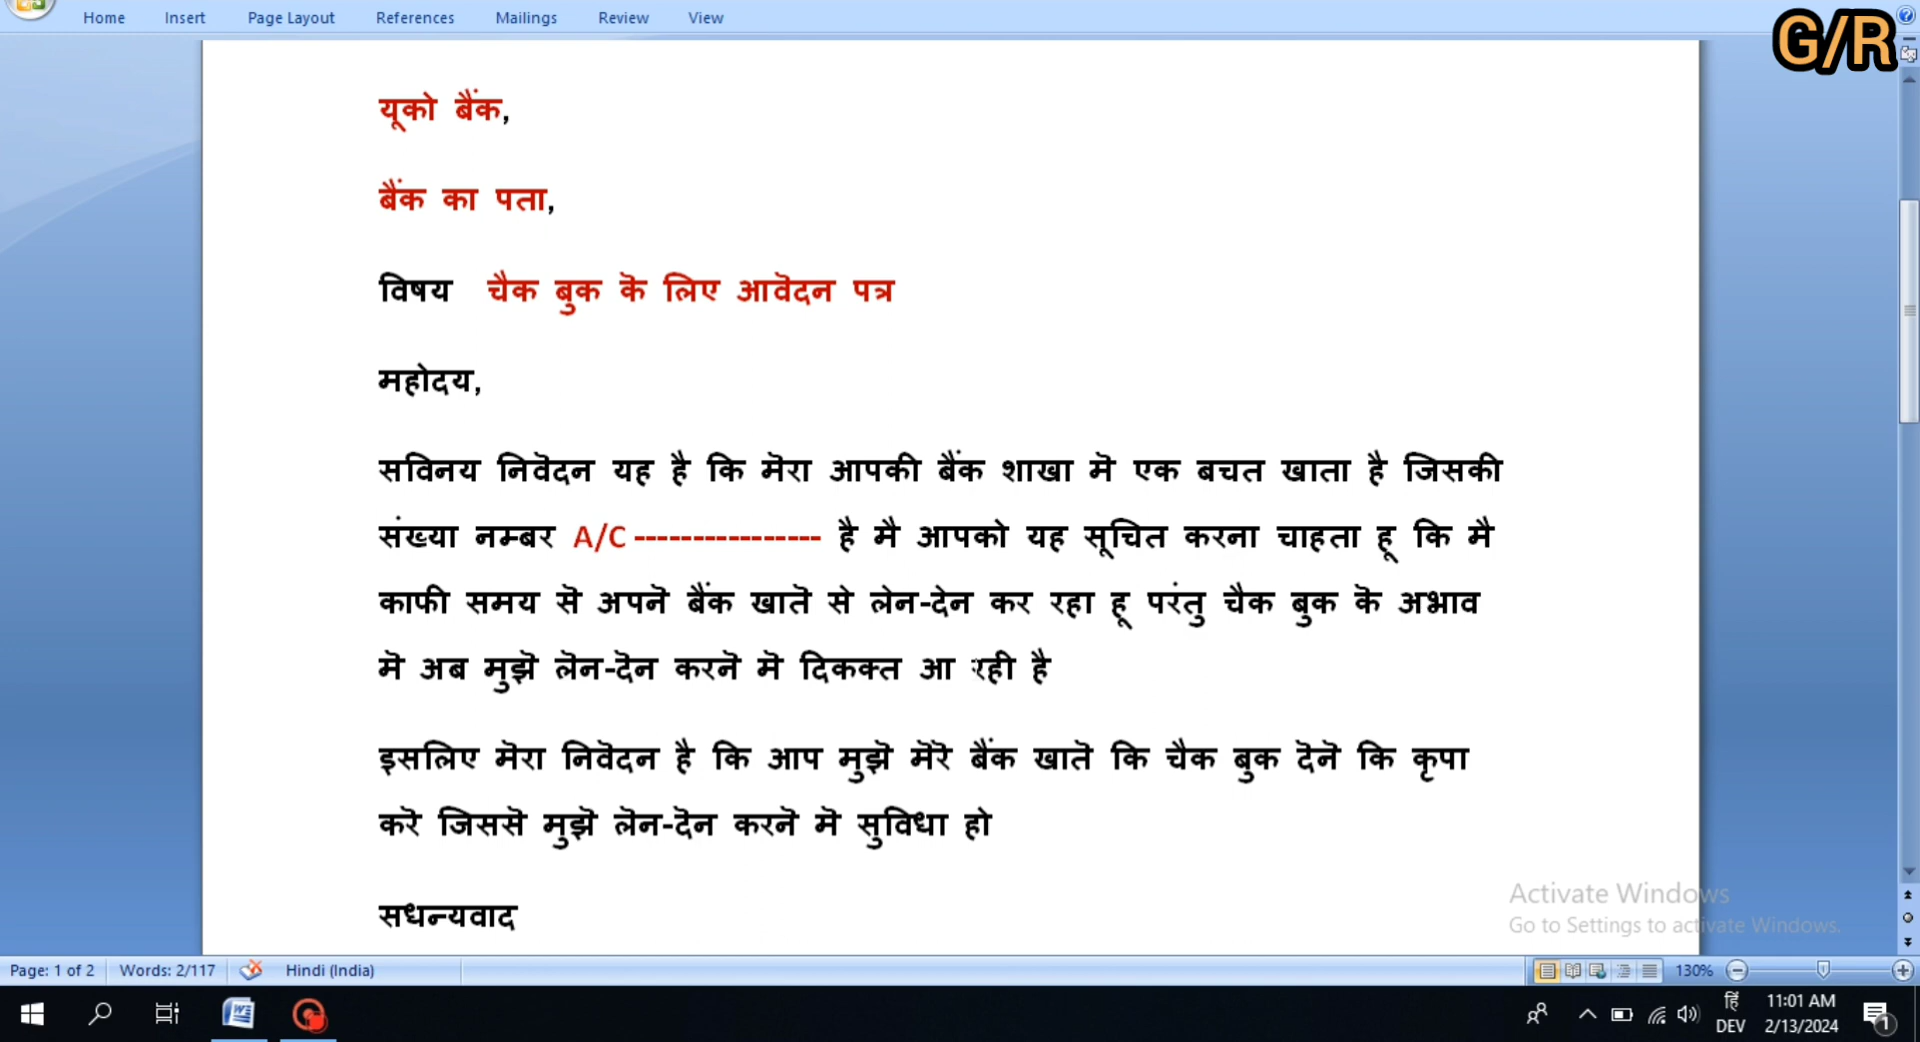 Home Insert Page Layout References Mailings Review View
G/R
यूको बैंक,
बैंक का पता,
विषय चैक बुक के लिए आवेदन पत्र
महोदय,
सविनय निवेदन यह है कि मेरा आपकी बैंक शाखा मे एक बचत खाता है जिसकी
संख्या नम्बर A/C ---------------- है मै आपको यह सूचित करना चाहता हू कि मै
काफी समय से अपने बैंक खाते से लेन-देन कर रहा हू परंतु चैक बुक के अभाव
मे अब मुझे लेन-देन करने मे दिकक्त आ रही है
इसलिए मेरा निवेदन है कि आप मुझे मेरे बैंक खाते कि चैक बुक देने कि कृपा
करे जिससे मुझे लेन-देन करने मे सुविधा हो
सधन्यवाद
Activate Windows
Go to Settings to activate Windows.
Page: 1 of 2 Words: 2/117 Hindi (India) 130%
हिं 11:01 AM
DEV 2/13/2024 1